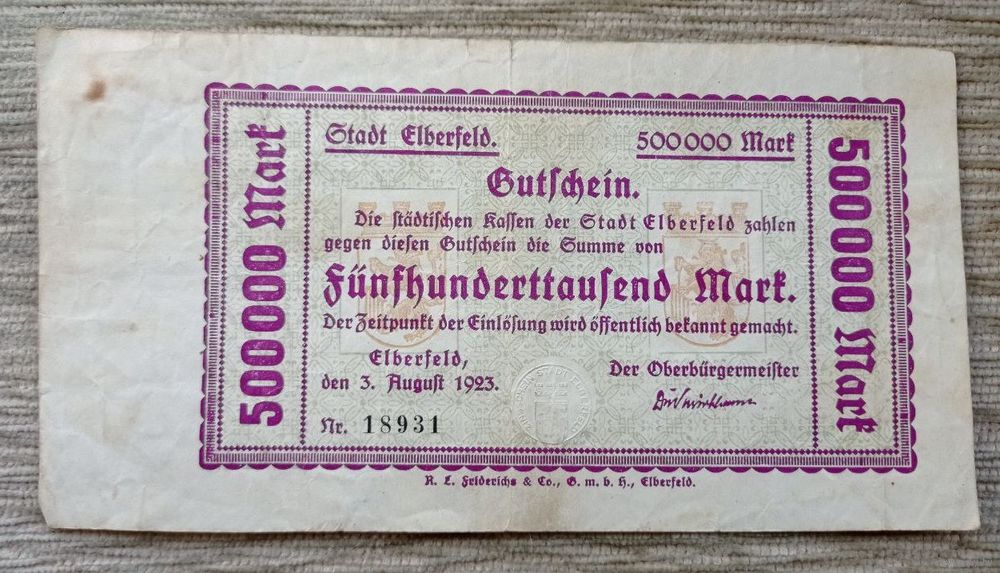 Stadt Elberfeld.
500000 Mark
Gutschein.
Die städtischen Kassen der Stadt Elberfeld zahlen
gegen diesen Gutschein die Summe von
Fünfhunderttausend Mark.
Der Zeitpunkt der Einlösung wird öffentlich bekannt gemacht.
Elberfeld,
den 3. August 1923.
Der Oberbürgermeister
Nr. 18931
500000 Mark
500000 Mark
R. L. Friderichs & Co., G. m. b. H., Elberfeld.